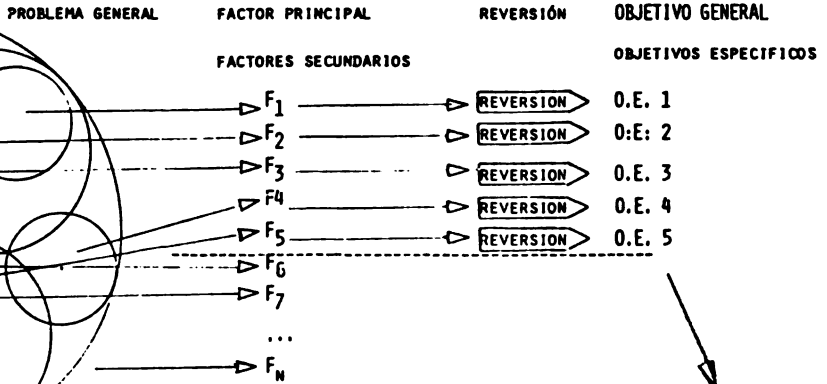 PROBLEMA GENERAL FACTOR PRINCIPAL REVERSIÓN OBJETIVO GENERAL
FACTORES SECUNDARIOS OBJETIVOS ESPECIFICOS
F1 REVERSION O.E. 1
F2 REVERSION O:E: 2
F3 REVERSION O.E. 3
F4 REVERSION O.E. 4
F5 REVERSION O.E. 5
F6
F7
...
FN